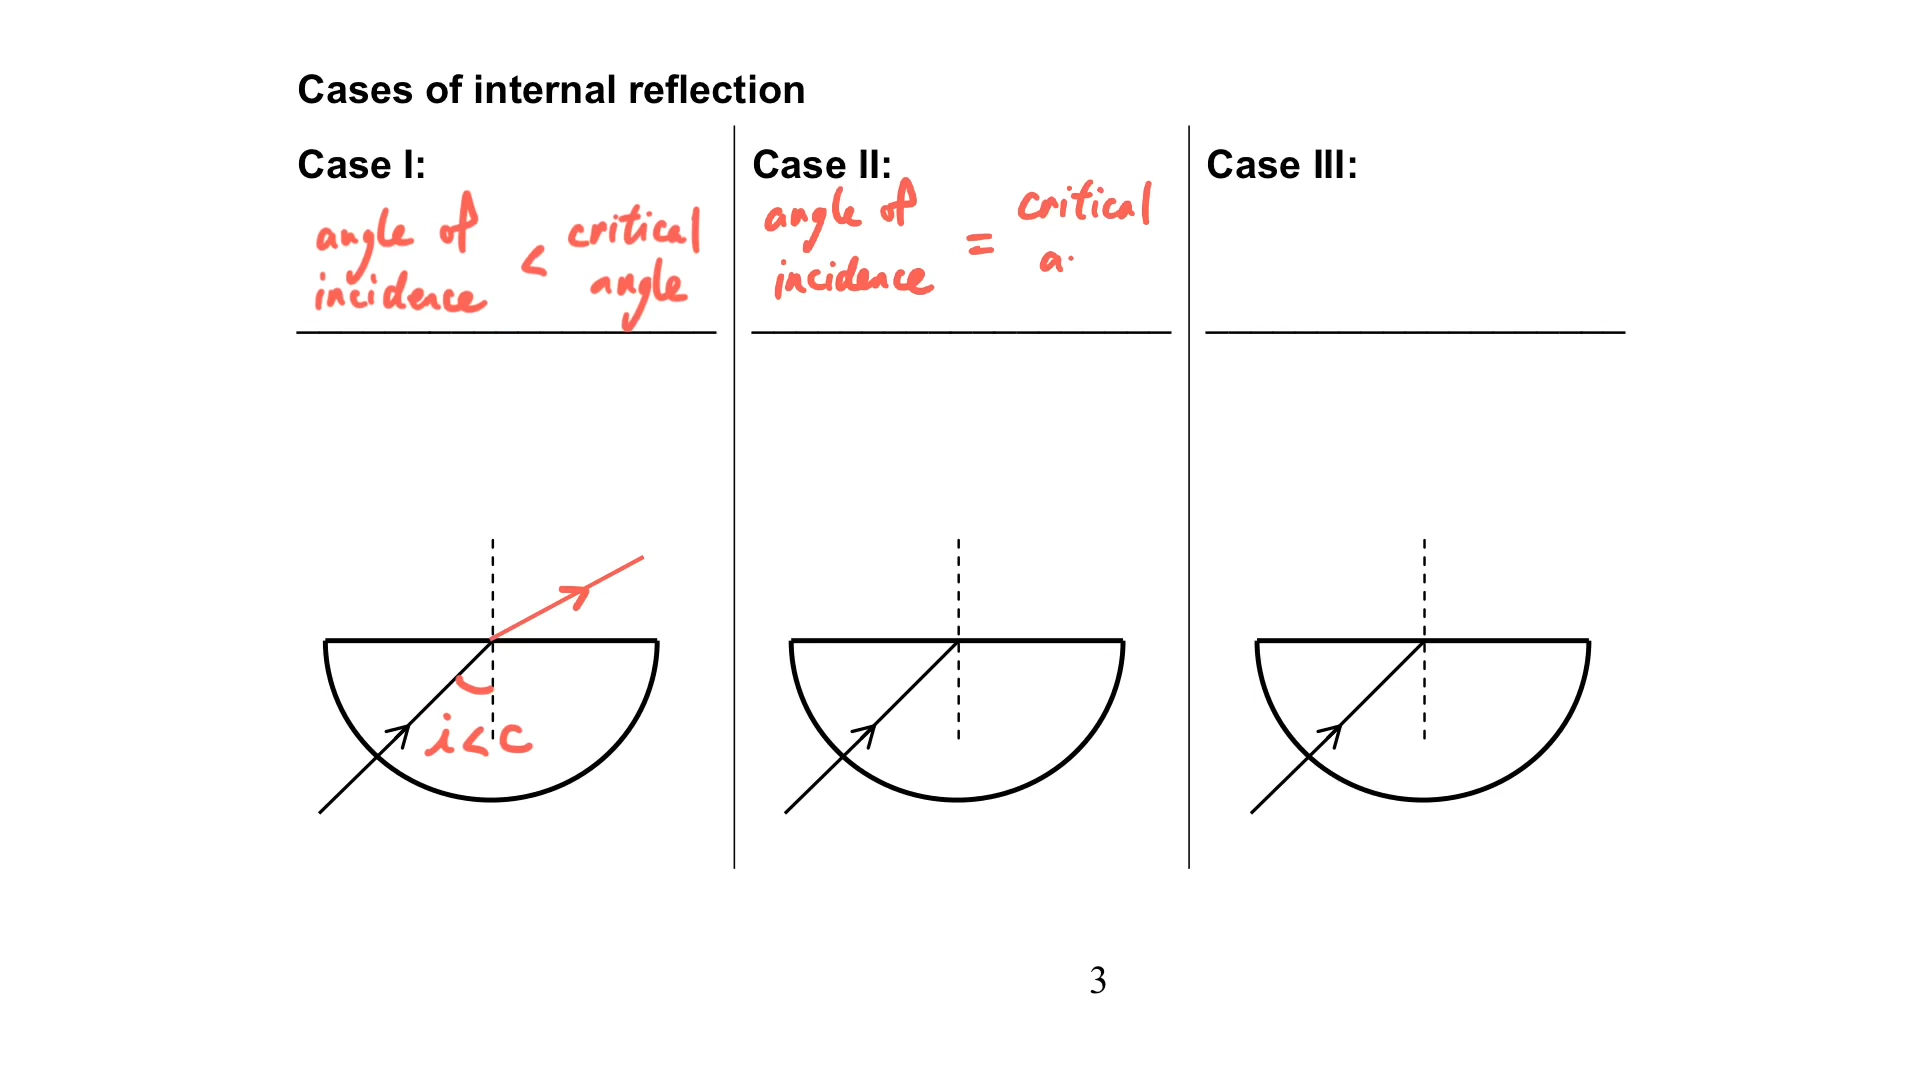 Cases of internal reflection
Case I:
angle of
incidence < critical
angle
Case II:
angle of
incidence = critical
a
Case III:
i<c
3